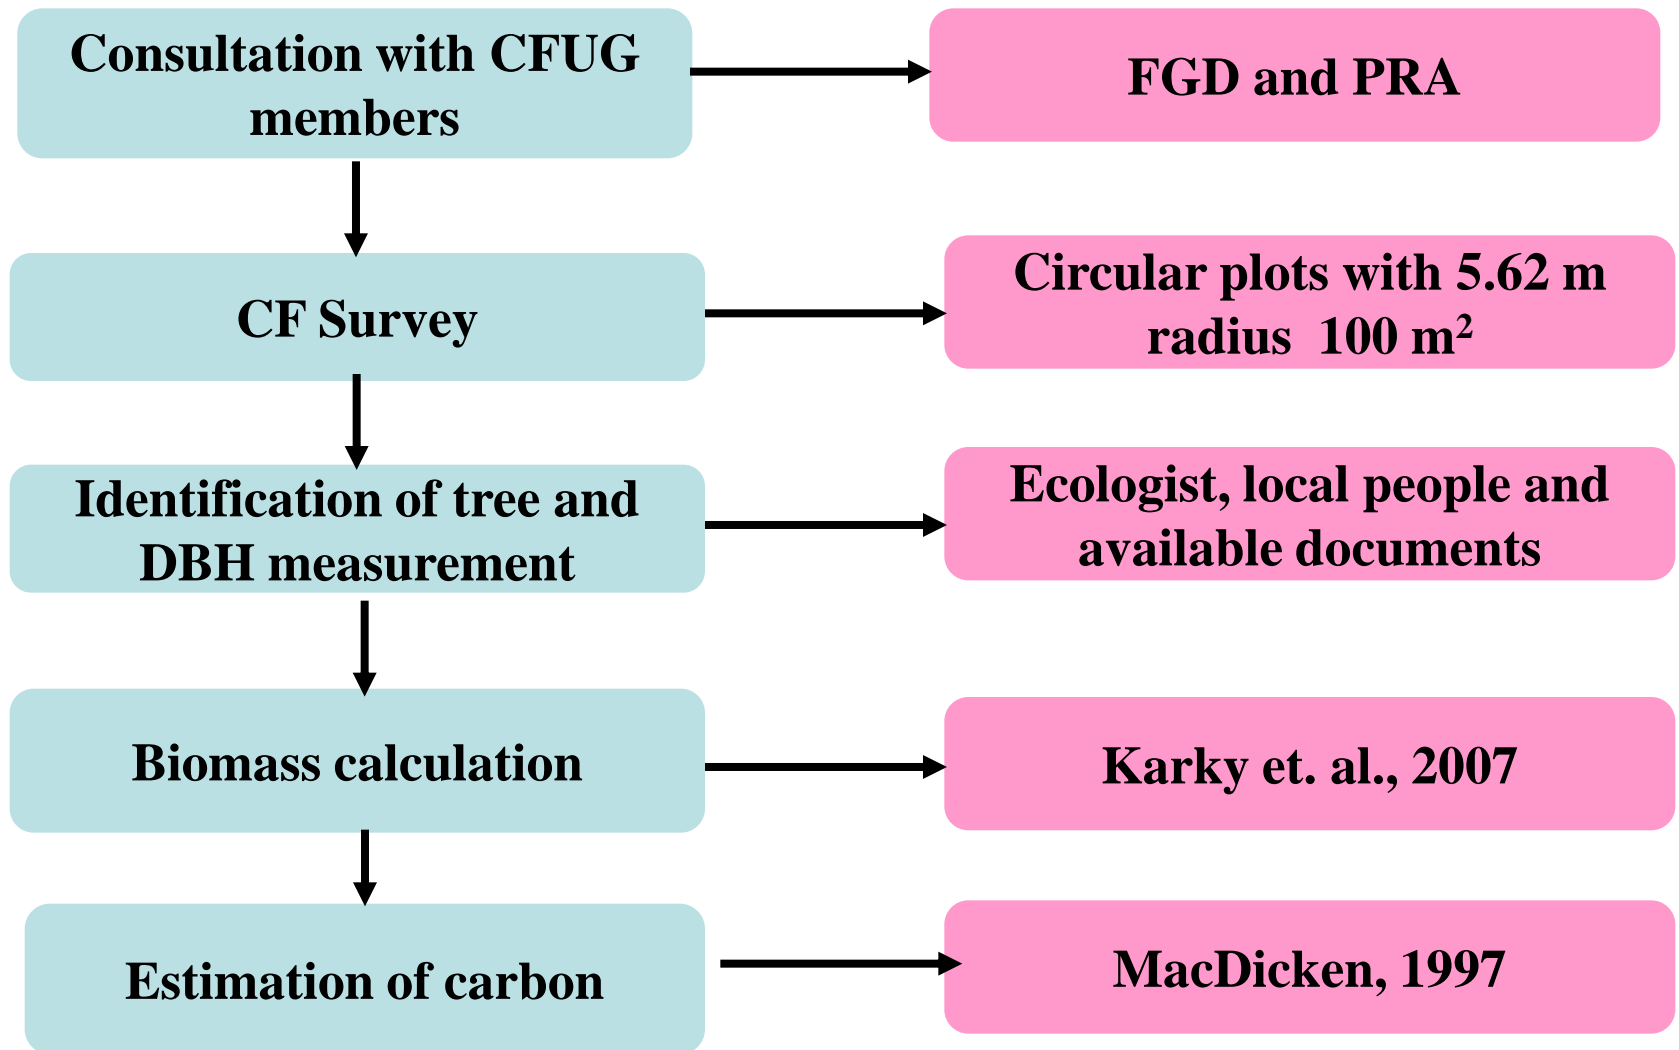 Consultation with CFUG
members
FGD and PRA
CF Survey
Circular plots with 5.62 m
radius  100 m²
Identification of tree and
DBH measurement
Ecologist, local people and
available documents
Biomass calculation
Karky et. al., 2007
Estimation of carbon
MacDicken, 1997